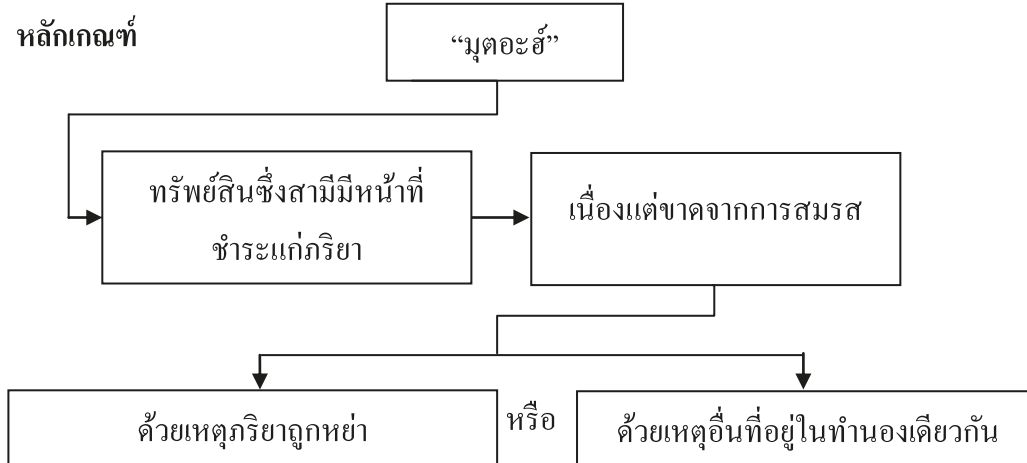 หลักเกณฑ์
“มุตอะฮ์”
ทรัพย์สินซึ่งสามีมีหน้าที่
ชำระแก่ภริยา
เนื่องแต่ขาดจากการสมรส
ด้วยเหตุภริยาถูกหย่า
หรือ
ด้วยเหตุอื่นที่อยู่ในทำนองเดียวกัน